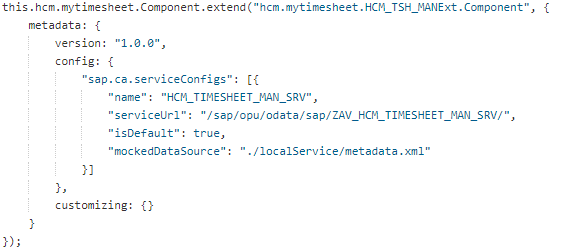 this.hcm.mytimesheet.Component.extend("hcm.mytimesheet.HCM_TSH_MANExt.Component", {
    metadata: {
        version: "1.0.0",
        config: {
            "sap.ca.serviceConfigs": [{
                "name": "HCM_TIMESHEET_MAN_SRV",
                "serviceUrl": "/sap/opu/odata/sap/ZAV_HCM_TIMESHEET_MAN_SRV/",
                "isDefault": true,
                "mockedDataSource": "./localService/metadata.xml"
            }]
        },
        customizing: {}
    }
});